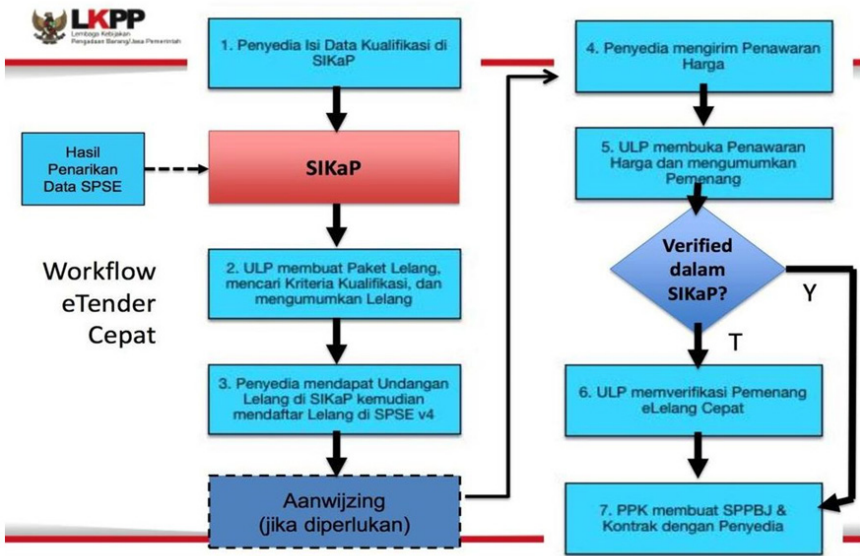 LKPP
Lembaga Kebijakan
Pengadaan Barang/Jasa Pemerintah
1. Penyedia Isi Data Kualifikasi di
SIKaP
Hasil
Penarikan
Data SPSE
SIKaP
Workflow
eTender
Cepat
2. ULP membuat Paket Lelang,
mencari Kriteria Kualifikasi, dan
mengumumkan Lelang
3. Penyedia mendapat Undangan
Lelang di SIKaP kemudian
mendaftar Lelang di SPSE v4
Aanwijzing
(jika diperlukan)
4. Penyedia mengirim Penawaran
Harga
5. ULP membuka Penawaran
Harga dan mengumumkan
Pemenang
Verified
dalam
SIKaP?
Y
T
6. ULP memverifikasi Pemenang
eLelang Cepat
7. PPK membuat SPPBJ &
Kontrak dengan Penyedia